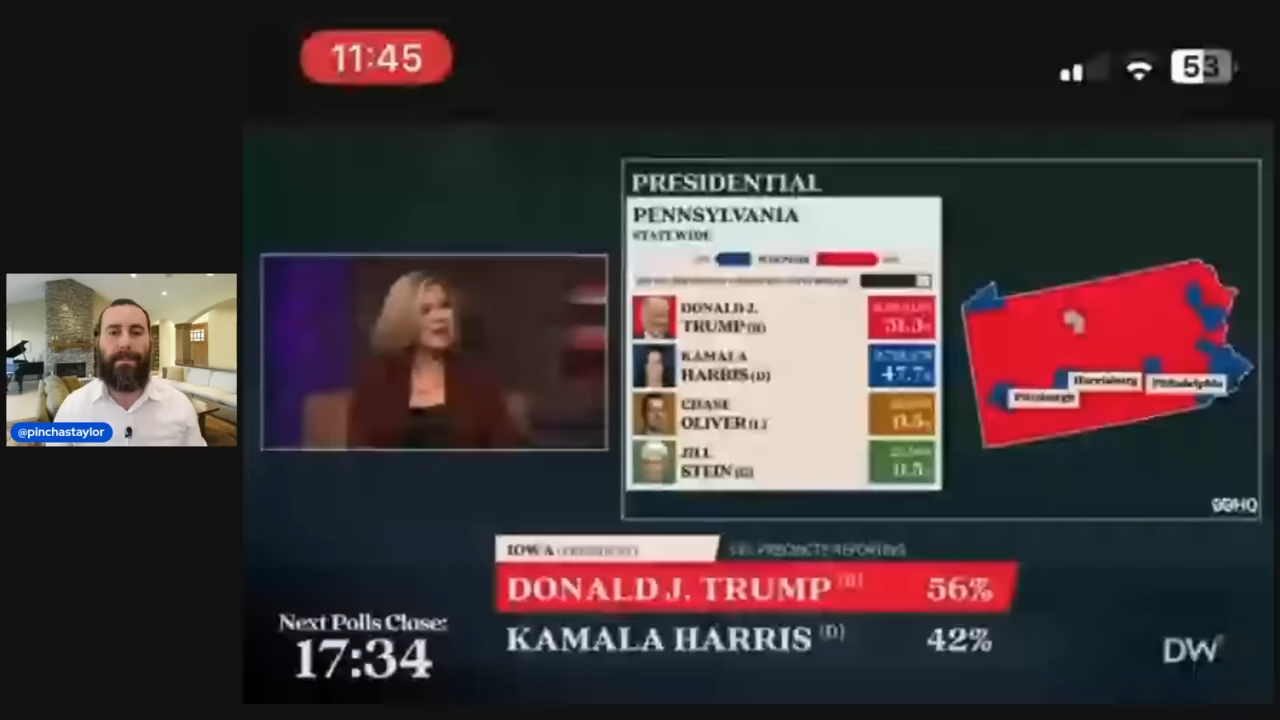 11:45
53
PRESIDENTIAL
PENNSYLVANIA
STATEWIDE
DONALD J.
TRUMP (R)
51.3%
KAMALA
HARRIS (D)
47.7%
CHASE
OLIVER (L)
0.5%
JILL
STEIN (G)
0.5%
Harrisburg
Philadelphia
Pittsburgh
@pinchastaylor
IOWA
PRECINCTS REPORTING
DONALD J. TRUMP (R) 56%
KAMALA HARRIS (D) 42%
Next Polls Close:
17:34
DW